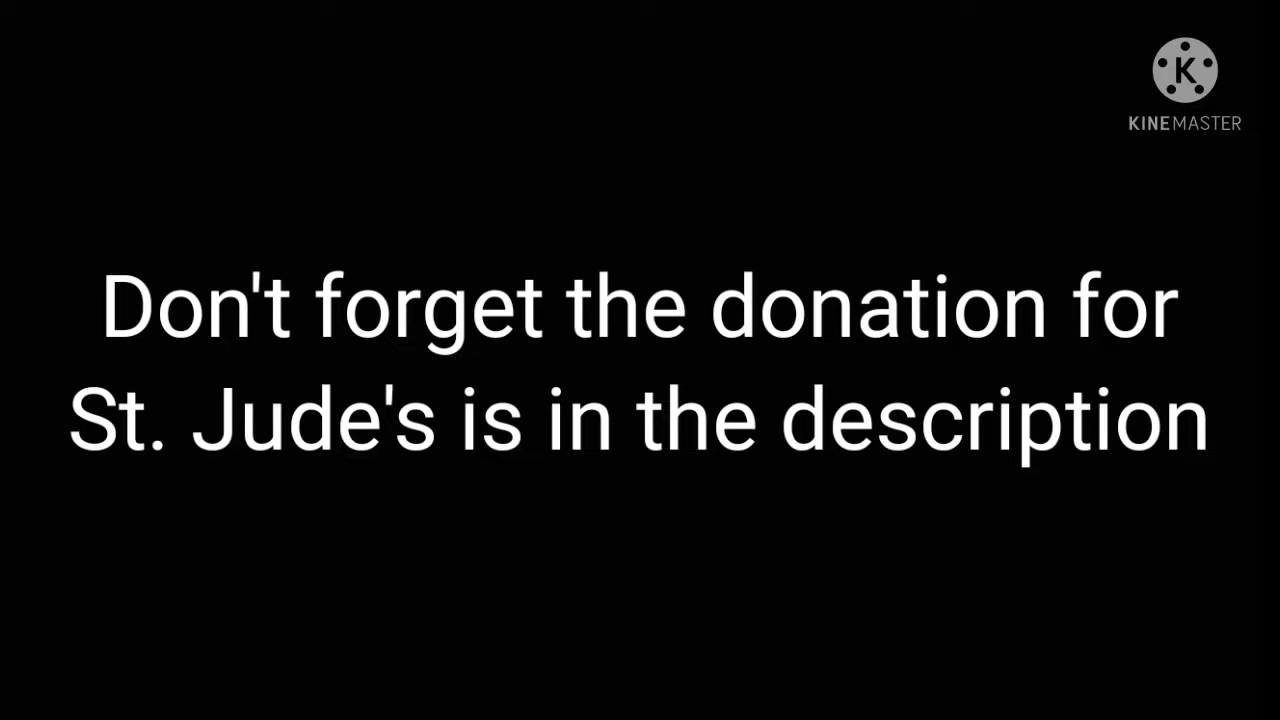 K
KINEMASTER
Don't forget the donation for
St. Jude's is in the description